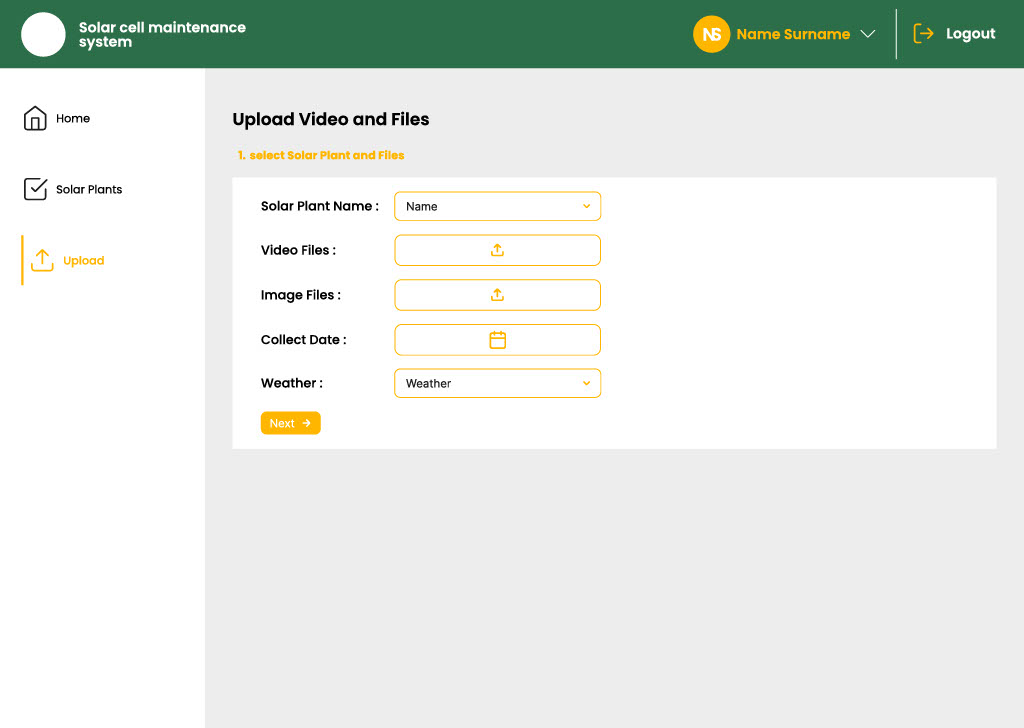 Solar cell maintenance
system
NS
Name Surname
Logout
Home
Solar Plants
Upload
Upload Video and Files
1. select Solar Plant and Files
Solar Plant Name :
Name
Video Files :
Image Files :
Collect Date :
Weather :
Weather
Next